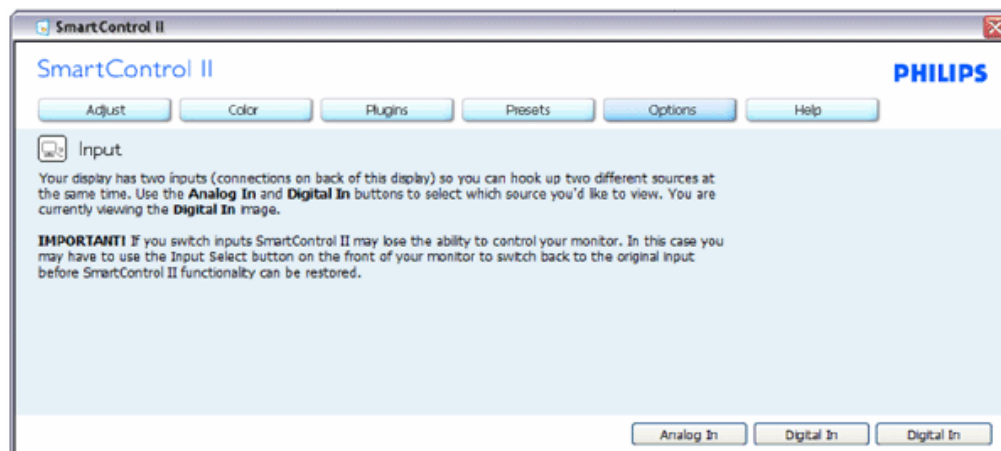 SmartControl II
SmartControl II
PHILIPS
Adjust Color Plugins Presets Options Help
Input
Your display has two inputs (connections on back of this display) so you can hook up two different sources at
the same time. Use the Analog In and Digital In buttons to select which source you'd like to view. You are
currently viewing the Digital In image.
IMPORTANT! If you switch inputs SmartControl II may lose the ability to control your monitor. In this case you
may have to use the Input Select button on the front of your monitor to switch back to the original input
before SmartControl II functionality can be restored.
Analog In Digital In Digital In